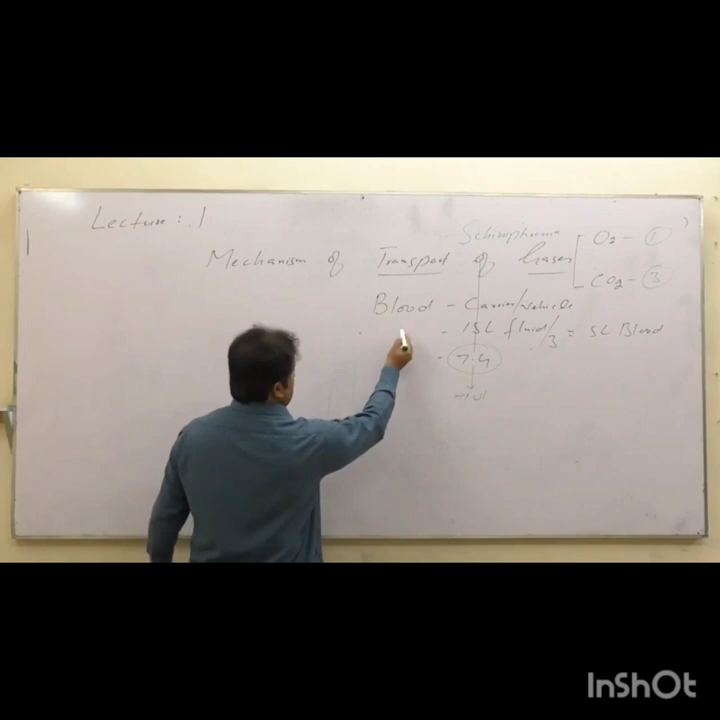 Lecture: 1
Mechanism of Transport of Gases
O2 - 1
CO2 - 3
Blood - Carrier/vehicle
- 15L fluid/3 = 5L Blood
- 7.4
InShOt